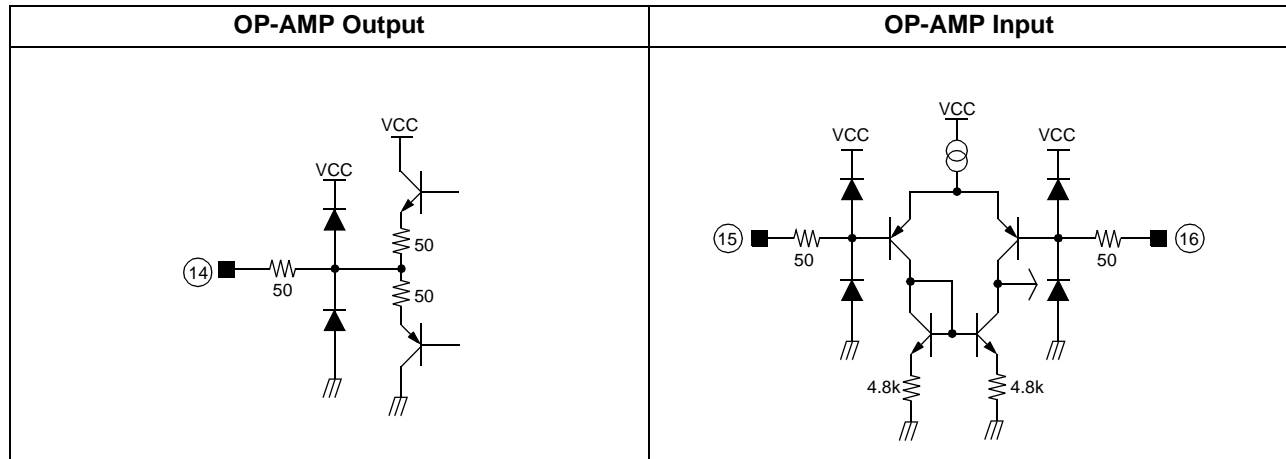 OP-AMP Output
OP-AMP Input
VCC
VCC
50
14
50
50
VCC
VCC
VCC
15
50
50
16
4.8k
4.8k